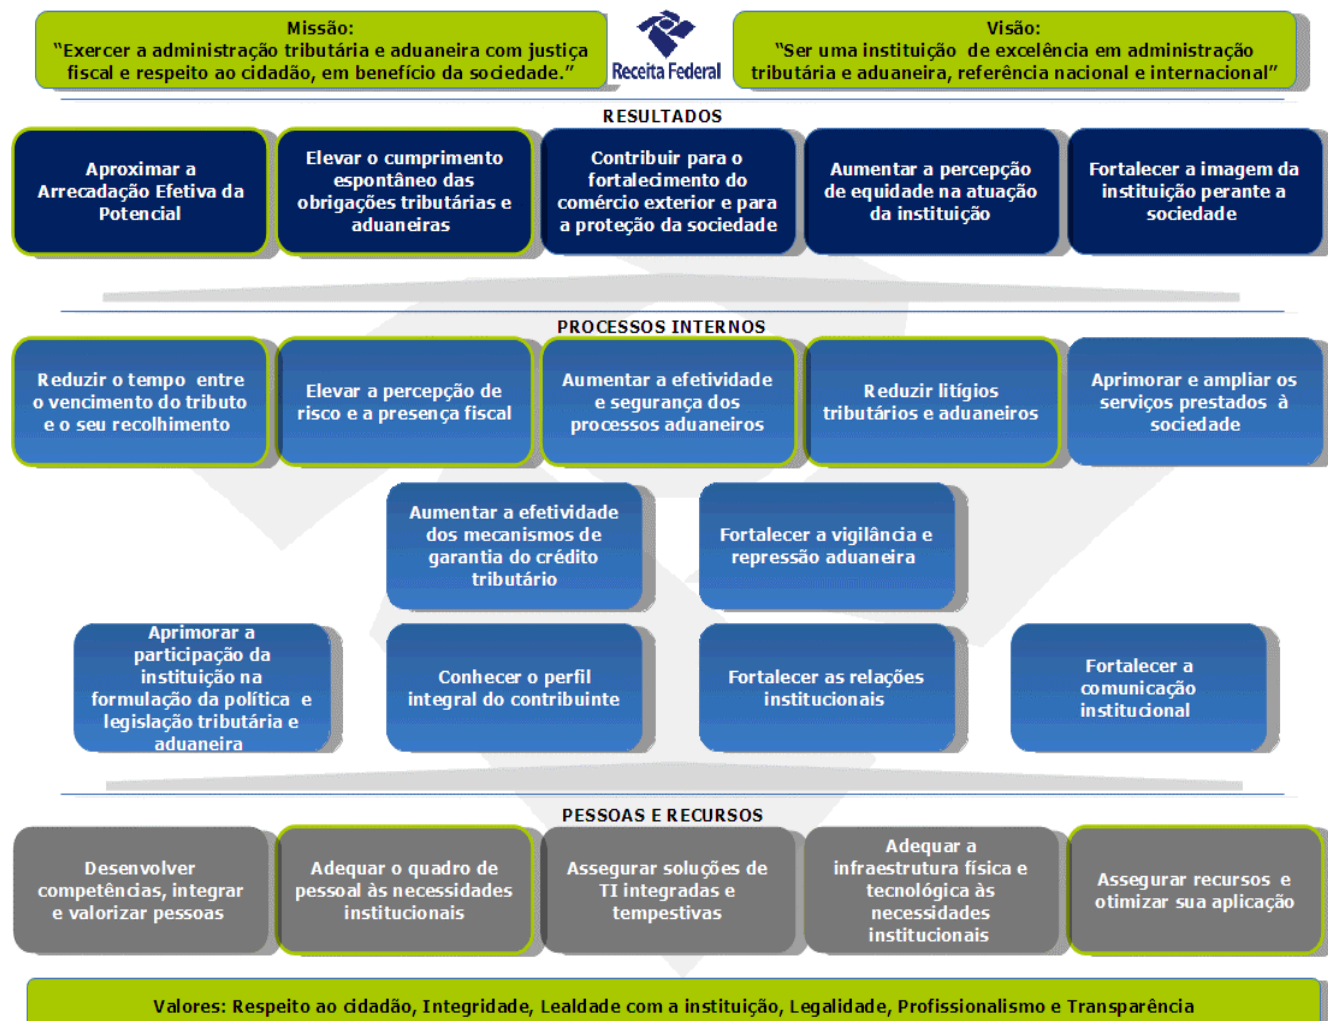 Missão:
“Exercer a administração tributária e aduaneira com justiça
fiscal e respeito ao cidadão, em benefício da sociedade.”
Receita Federal
Visão:
“Ser uma instituição de excelência em administração
tributária e aduaneira, referência nacional e internacional”
RESULTADOS
Aproximar a
Arrecadação Efetiva da
Potencial
Elevar o cumprimento
espontâneo das
obrigações tributárias e
aduaneiras
Contribuir para o
fortalecimento do
comércio exterior e para
a proteção da sociedade
Aumentar a percepção
de equidade na atuação
da instituição
Fortalecer a imagem da
instituição perante a
sociedade
PROCESSOS INTERNOS
Reduzir o tempo entre
o vencimento do tributo
e o seu recolhimento
Elevar a percepção de
risco e a presença fiscal
Aumentar a efetividade
e segurança dos
processos aduaneiros
Reduzir litígios
tributários e aduaneiros
Aprimorar e ampliar os
serviços prestados à
sociedade
Aumentar a efetividade
dos mecanismos de
garantia do crédito
tributário
Fortalecer a vigilância e
repressão aduaneira
Aprimorar a
participação da
instituição na
formulação da política e
legislação tributária e
aduaneira
Conhecer o perfil
integral do contribuinte
Fortalecer as relações
institucionais
Fortalecer a
comunicação
institucional
PESSOAS E RECURSOS
Desenvolver
competências, integrar
e valorizar pessoas
Adequar o quadro de
pessoal às necessidades
institucionais
Assegurar soluções de
TI integradas e
tempestivas
Adequar a
infraestrutura física e
tecnológica às
necessidades
institucionais
Assegurar recursos e
otimizar sua aplicação
Valores: Respeito ao cidadão, Integridade, Lealdade com a instituição, Legalidade, Profissionalismo e Transparência